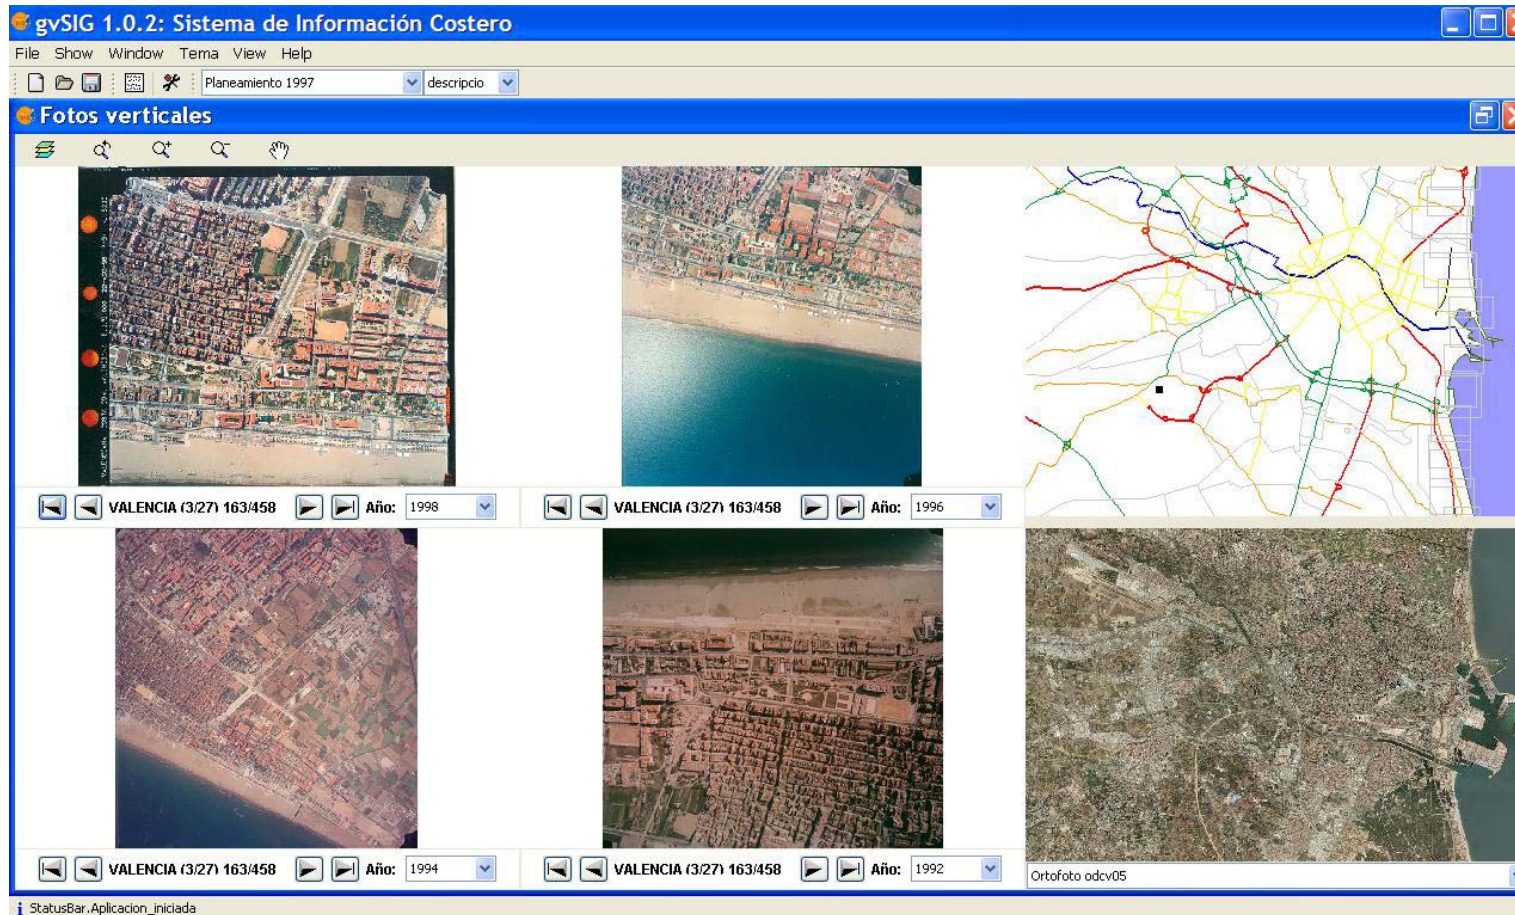 gvSIG 1.0.2: Sistema de Información Costero
File Show Window Tema View Help
Planeamiento 1997 descripcio
Fotos verticales
VALENCIA (3/27) 163/458 Año: 1998
VALENCIA (3/27) 163/458 Año: 1996
VALENCIA (3/27) 163/458 Año: 1994
VALENCIA (3/27) 163/458 Año: 1992
Ortofoto odcv05
StatusBar.Aplicacion_iniciada